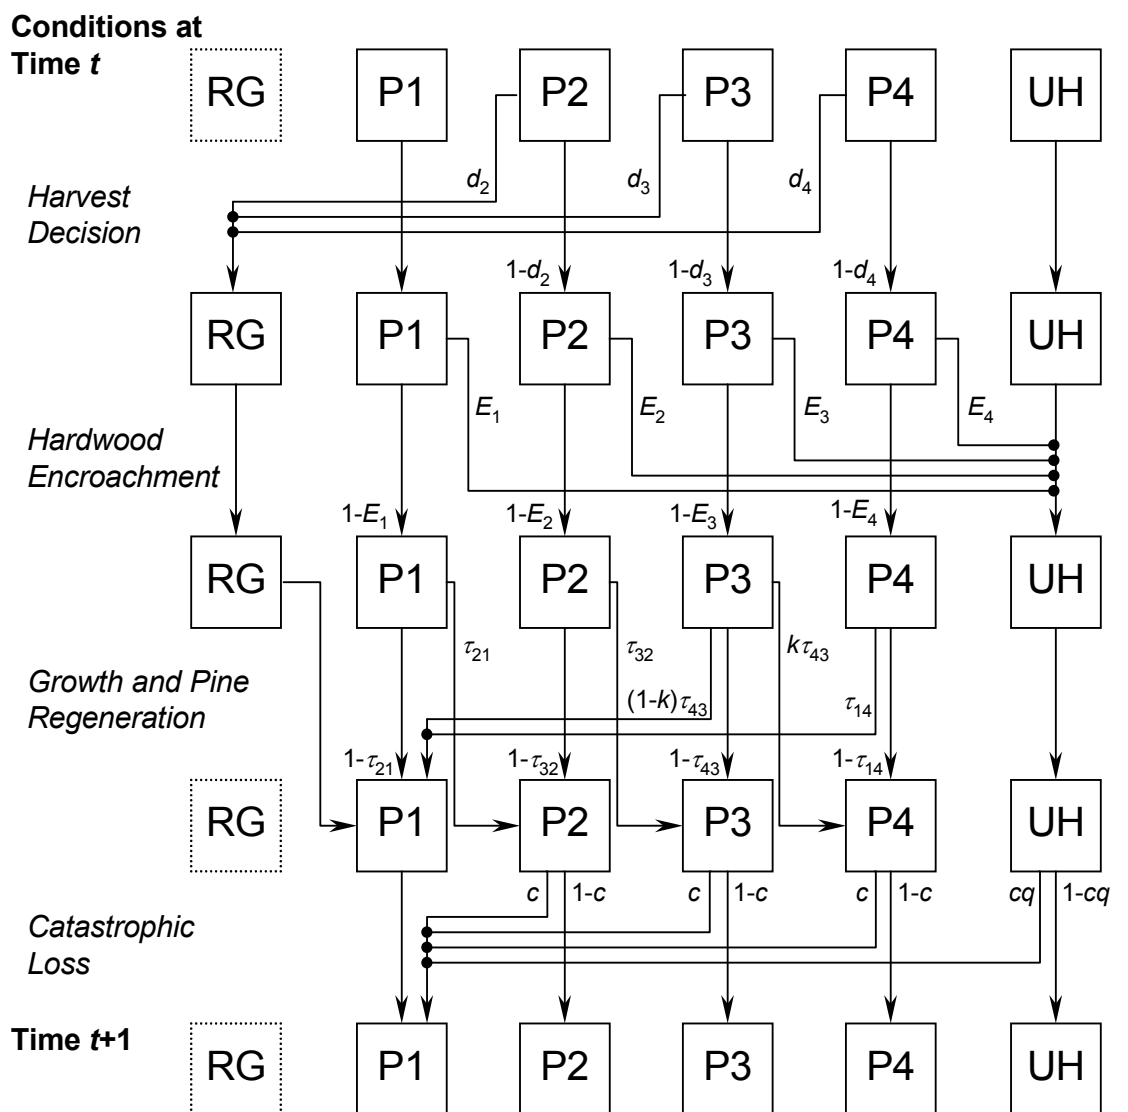 Conditions at
Time t
RG P1 P2 P3 P4 UH
Harvest
Decision
d2 d3 d4
1-d2 1-d3 1-d4
RG P1 P2 P3 P4 UH
Hardwood
Encroachment
E1 E2 E3 E4
1-E1 1-E2 1-E3 1-E4
RG P1 P2 P3 P4 UH
Growth and Pine
Regeneration
τ21 τ32 kτ43
(1-k)τ43 τ14
1-τ21 1-τ32 1-τ43 1-τ14
RG P1 P2 P3 P4 UH
Catastrophic
Loss
c 1-c c 1-c c 1-c cq 1-cq
Time t+1
RG P1 P2 P3 P4 UH